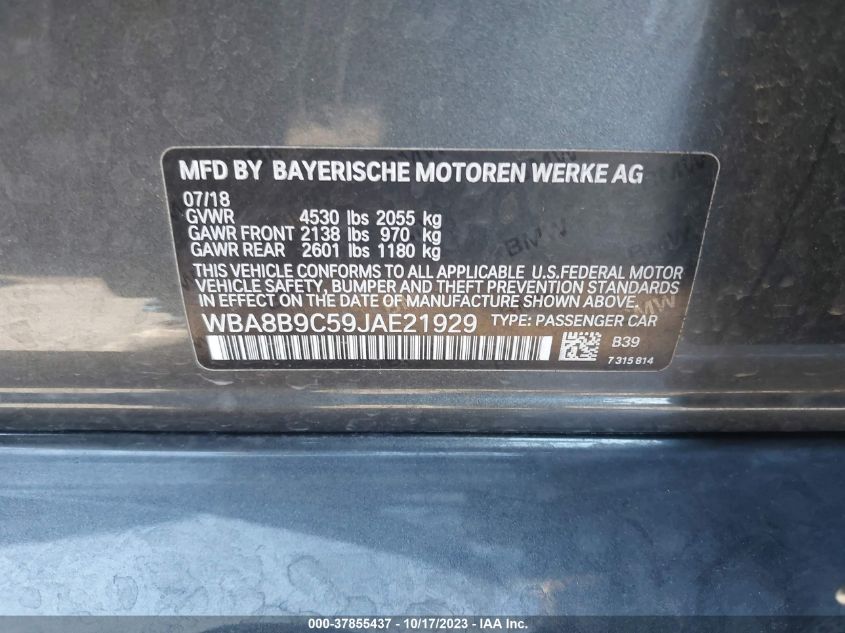 MFD BY BAYERISCHE MOTOREN WERKE AG
07/18
GVWR 4530 lbs 2055 kg
GAWR FRONT 2138 lbs 970 kg
GAWR REAR 2601 lbs 1180 kg
THIS VEHICLE CONFORMS TO ALL APPLICABLE U.S.FEDERAL MOTOR
VEHICLE SAFETY, BUMPER AND THEFT PREVENTION STANDARDS
IN EFFECT ON THE DATE OF MANUFACTURE SHOWN ABOVE.
WBA8B9C59JAE21929 TYPE: PASSENGER CAR
B39
7 315 814
000-37855437 - 10/17/2023 - IAA Inc.